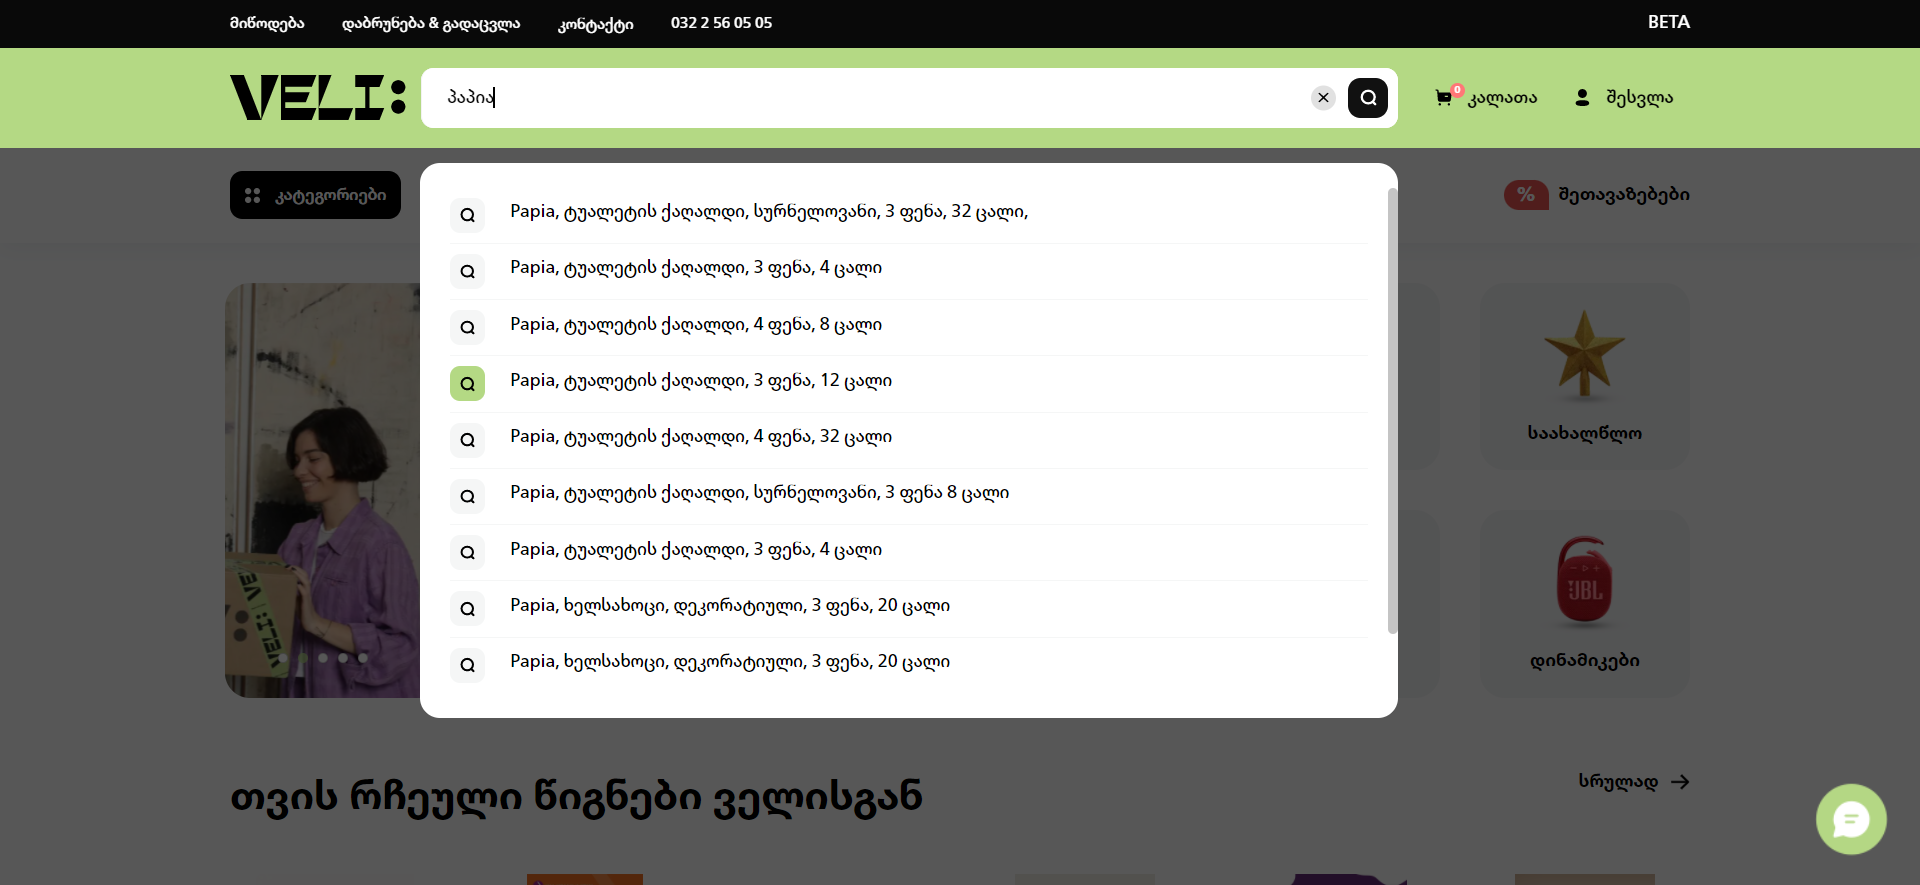 მიწოდება
დაბრუნება & გადაცვლა
კონტაქტი
032 2 56 05 05
BETA
VELI:
პაპია
0
კალათა
შესვლა
კატეგორიები
%
შეთავაზებები
Papia, ტუალეტის ქაღალდი, სურნელოვანი, 3 ფენა, 32 ცალი,
Papia, ტუალეტის ქაღალდი, 3 ფენა, 4 ცალი
Papia, ტუალეტის ქაღალდი, 4 ფენა, 8 ცალი
Papia, ტუალეტის ქაღალდი, 3 ფენა, 12 ცალი
Papia, ტუალეტის ქაღალდი, 4 ფენა, 32 ცალი
Papia, ტუალეტის ქაღალდი, სურნელოვანი, 3 ფენა 8 ცალი
Papia, ტუალეტის ქაღალდი, 3 ფენა, 4 ცალი
Papia, ხელსახოცი, დეკორატიული, 3 ფენა, 20 ცალი
Papia, ხელსახოცი, დეკორატიული, 3 ფენა, 20 ცალი
საახალწლო
JBL
დინამიკები
VELI:
თვის რჩეული წიგნები ველისგან
სრულად